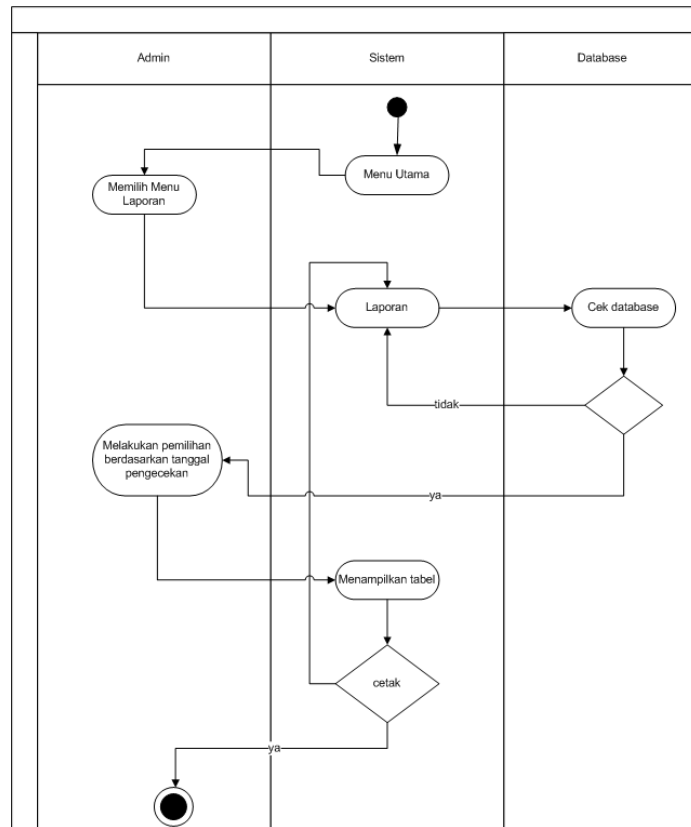 Admin
Sistem
Database
Menu Utama
Memilih Menu
Laporan
Laporan
Cek database
tidak
Melakukan pemilihan
berdasarkan tanggal
pengecekan
ya
Menampilkan tabel
cetak
ya